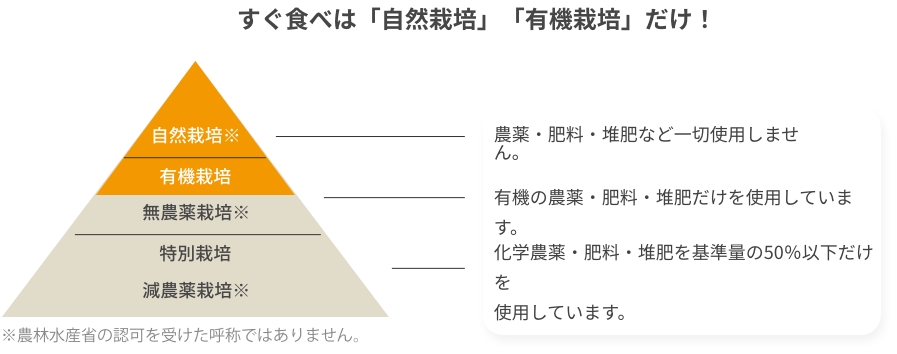 すぐ食べは「自然栽培」「有機栽培」だけ！
自然栽培※
有機栽培
無農薬栽培※
特別栽培
減農薬栽培※
農薬・肥料・堆肥など一切使用しませ
ん。
有機の農薬・肥料・堆肥だけを使用していま
す。
化学農薬・肥料・堆肥を基準量の50%以下だけ
を
使用しています。
※農林水産省の認可を受けた呼称ではありません。